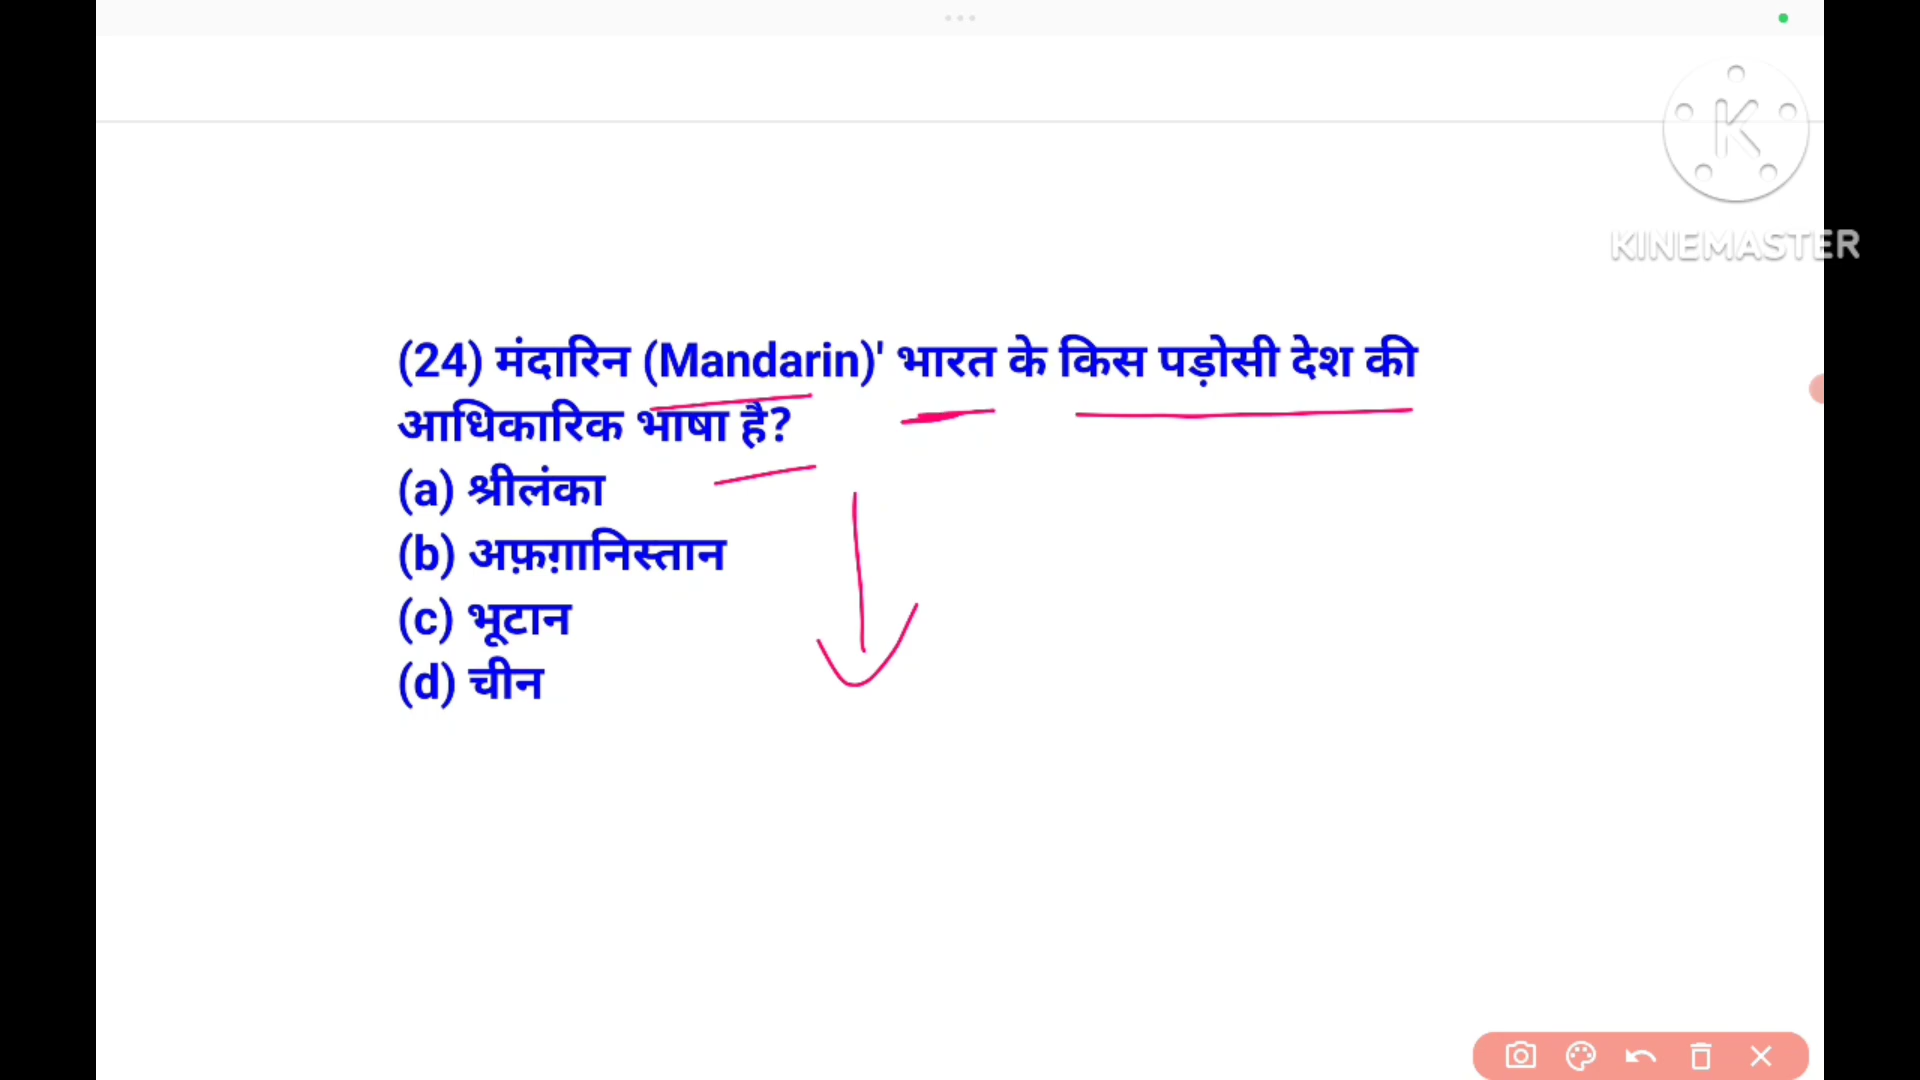 KINEMASTER
(24) मंदारिन (Mandarin)' भारत के किस पड़ोसी देश की
आधिकारिक भाषा है?
(a) श्रीलंका
(b) अफ़ग़ानिस्तान
(c) भूटान
(d) चीन